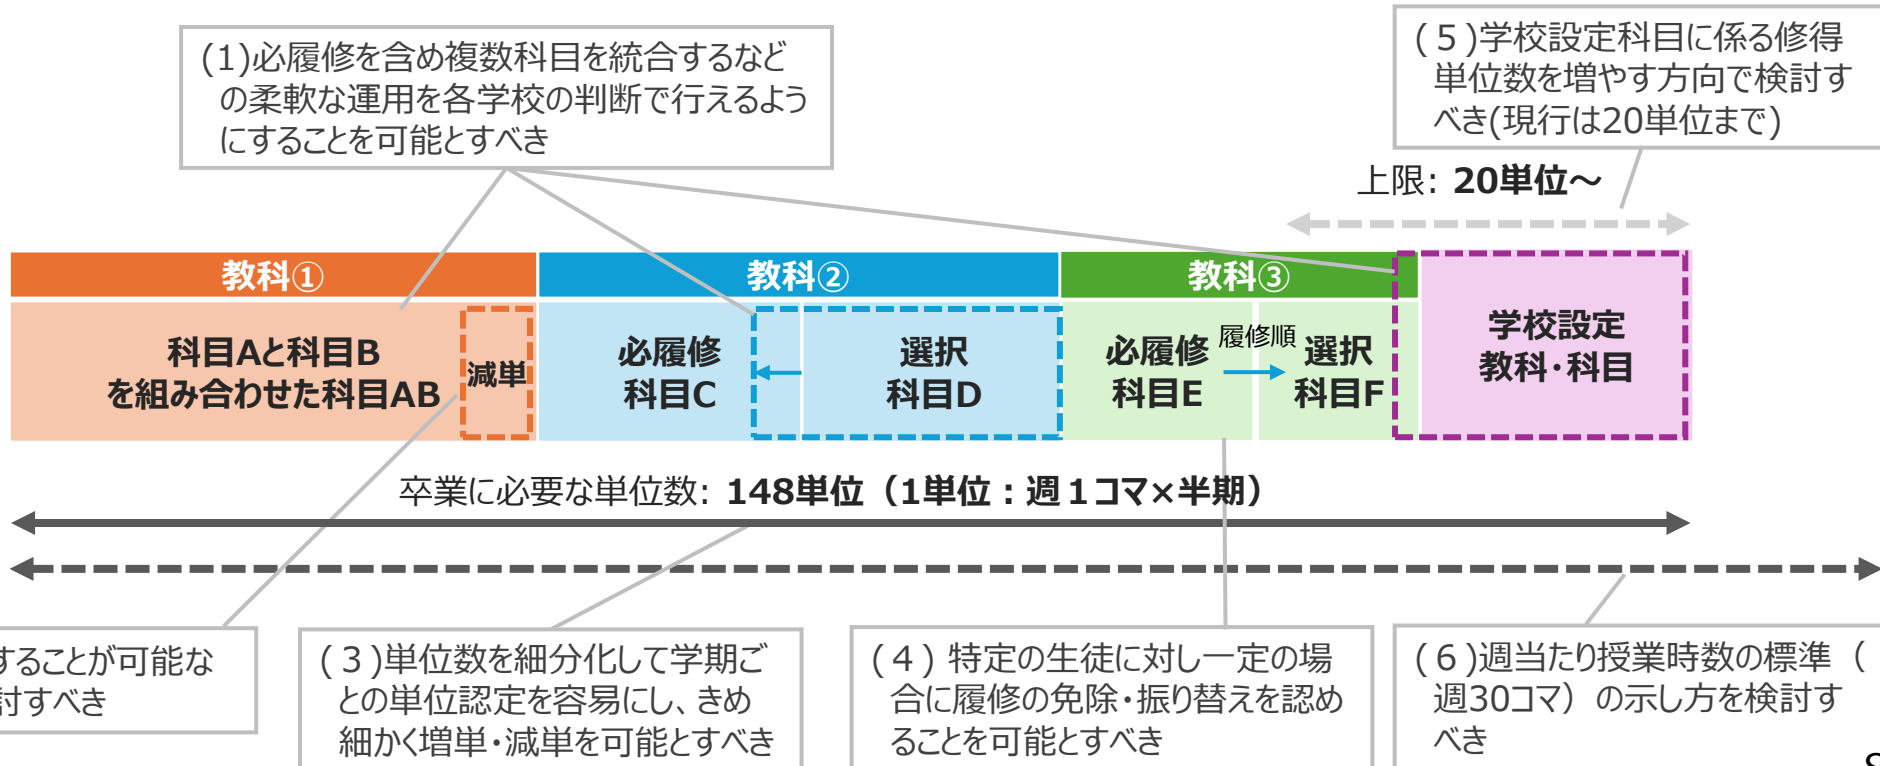 (1)必履修を含め複数科目を統合するなど
の柔軟な運用を各学校の判断で行えるよう
にすることを可能とすべき
(５)学校設定科目に係る修得
単位数を増やす方向で検討す
べき(現行は20単位まで)
上限: 20単位～
教科①
教科②
教科③
科目Aと科目B
を組み合わせた科目AB
減単
必履修
科目C
選択
科目D
必履修
科目E
履修順
選択
科目F
学校設定
教科・科目
卒業に必要な単位数: 148単位（1単位：週１コマ×半期）
することが可能な
討すべき
(３)単位数を細分化して学期ご
との単位認定を容易にし、きめ
細かく増単・減単を可能とすべき
(４) 特定の生徒に対し一定の場
合に履修の免除・振り替えを認め
ることを可能とすべき
(６)週当たり授業時数の標準（
週30コマ）の示し方を検討す
べき